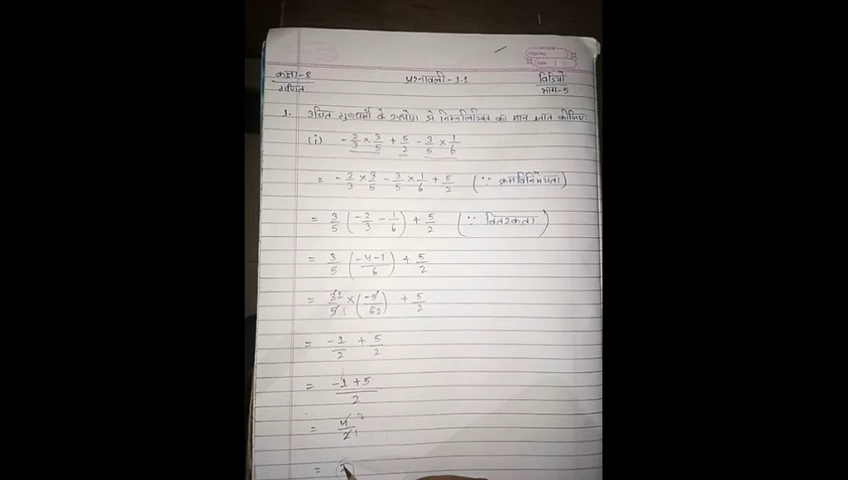 कक्षा-8 प्रश्नावली-1.1 विडियो
गणित भाग-5
1. उचित गुणधर्मों के उपयोग से निम्नलिखित का मान ज्ञात कीजिए:
(i) -2/3 × 3/5 + 5/2 - 3/5 × 1/6
= -2/3 × 3/5 - 3/5 × 1/6 + 5/2 (∵ क्रमविनिमेयता)
= 3/5 (-2/3 - 1/6) + 5/2 (∵ वितरकता)
= 3/5 (-4-1/6) + 5/2
= 3/5 × (-5/6) + 5/2
= -1/2 + 5/2
= -1+5/2
= 4/2
= 2